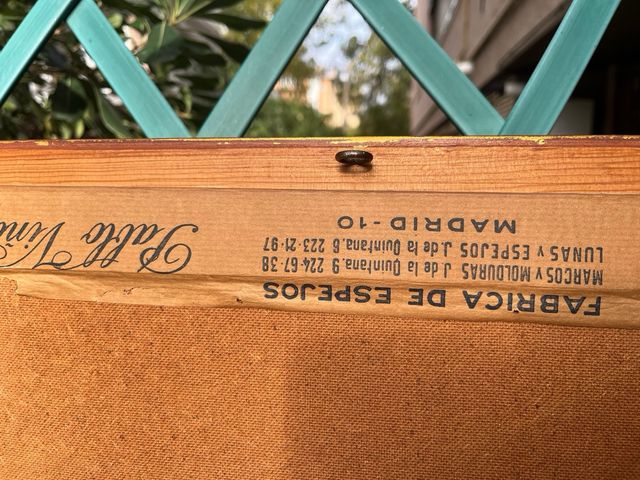 FABRICA DE ESPEJOS
MARCOS y MOLDURAS J. de la Quintana, 9 224-67-38
LUNAS y ESPEJOS J. de la Quintana, 8 223-21-97
MADRID - 10
Pablo